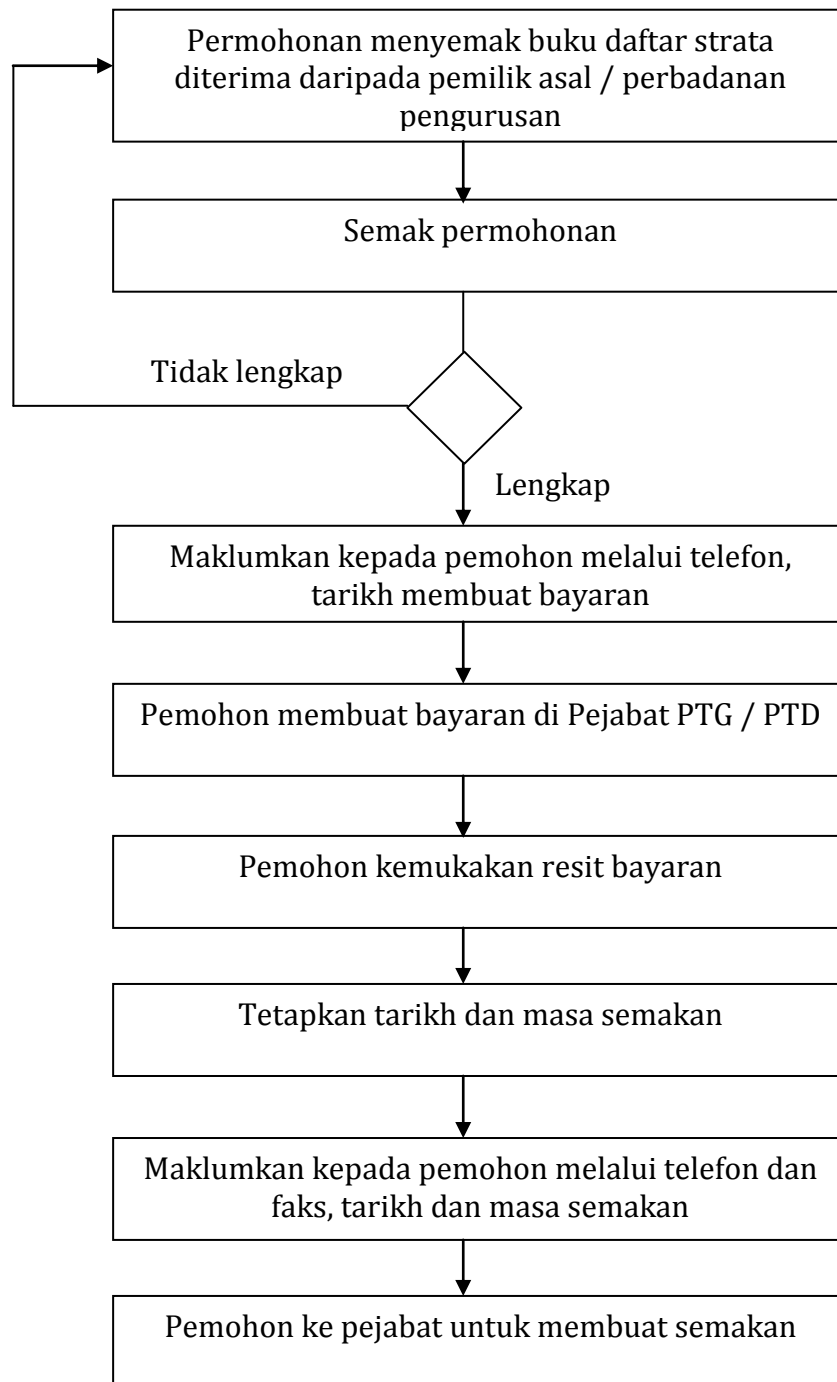 Permohonan menyemak buku daftar strata
diterima daripada pemilik asal / perbadanan
pengurusan
Semak permohonan
Tidak lengkap
Lengkap
Maklumkan kepada pemohon melalui telefon,
tarikh membuat bayaran
Pemohon membuat bayaran di Pejabat PTG / PTD
Pemohon kemukakan resit bayaran
Tetapkan tarikh dan masa semakan
Maklumkan kepada pemohon melalui telefon dan
faks, tarikh dan masa semakan
Pemohon ke pejabat untuk membuat semakan